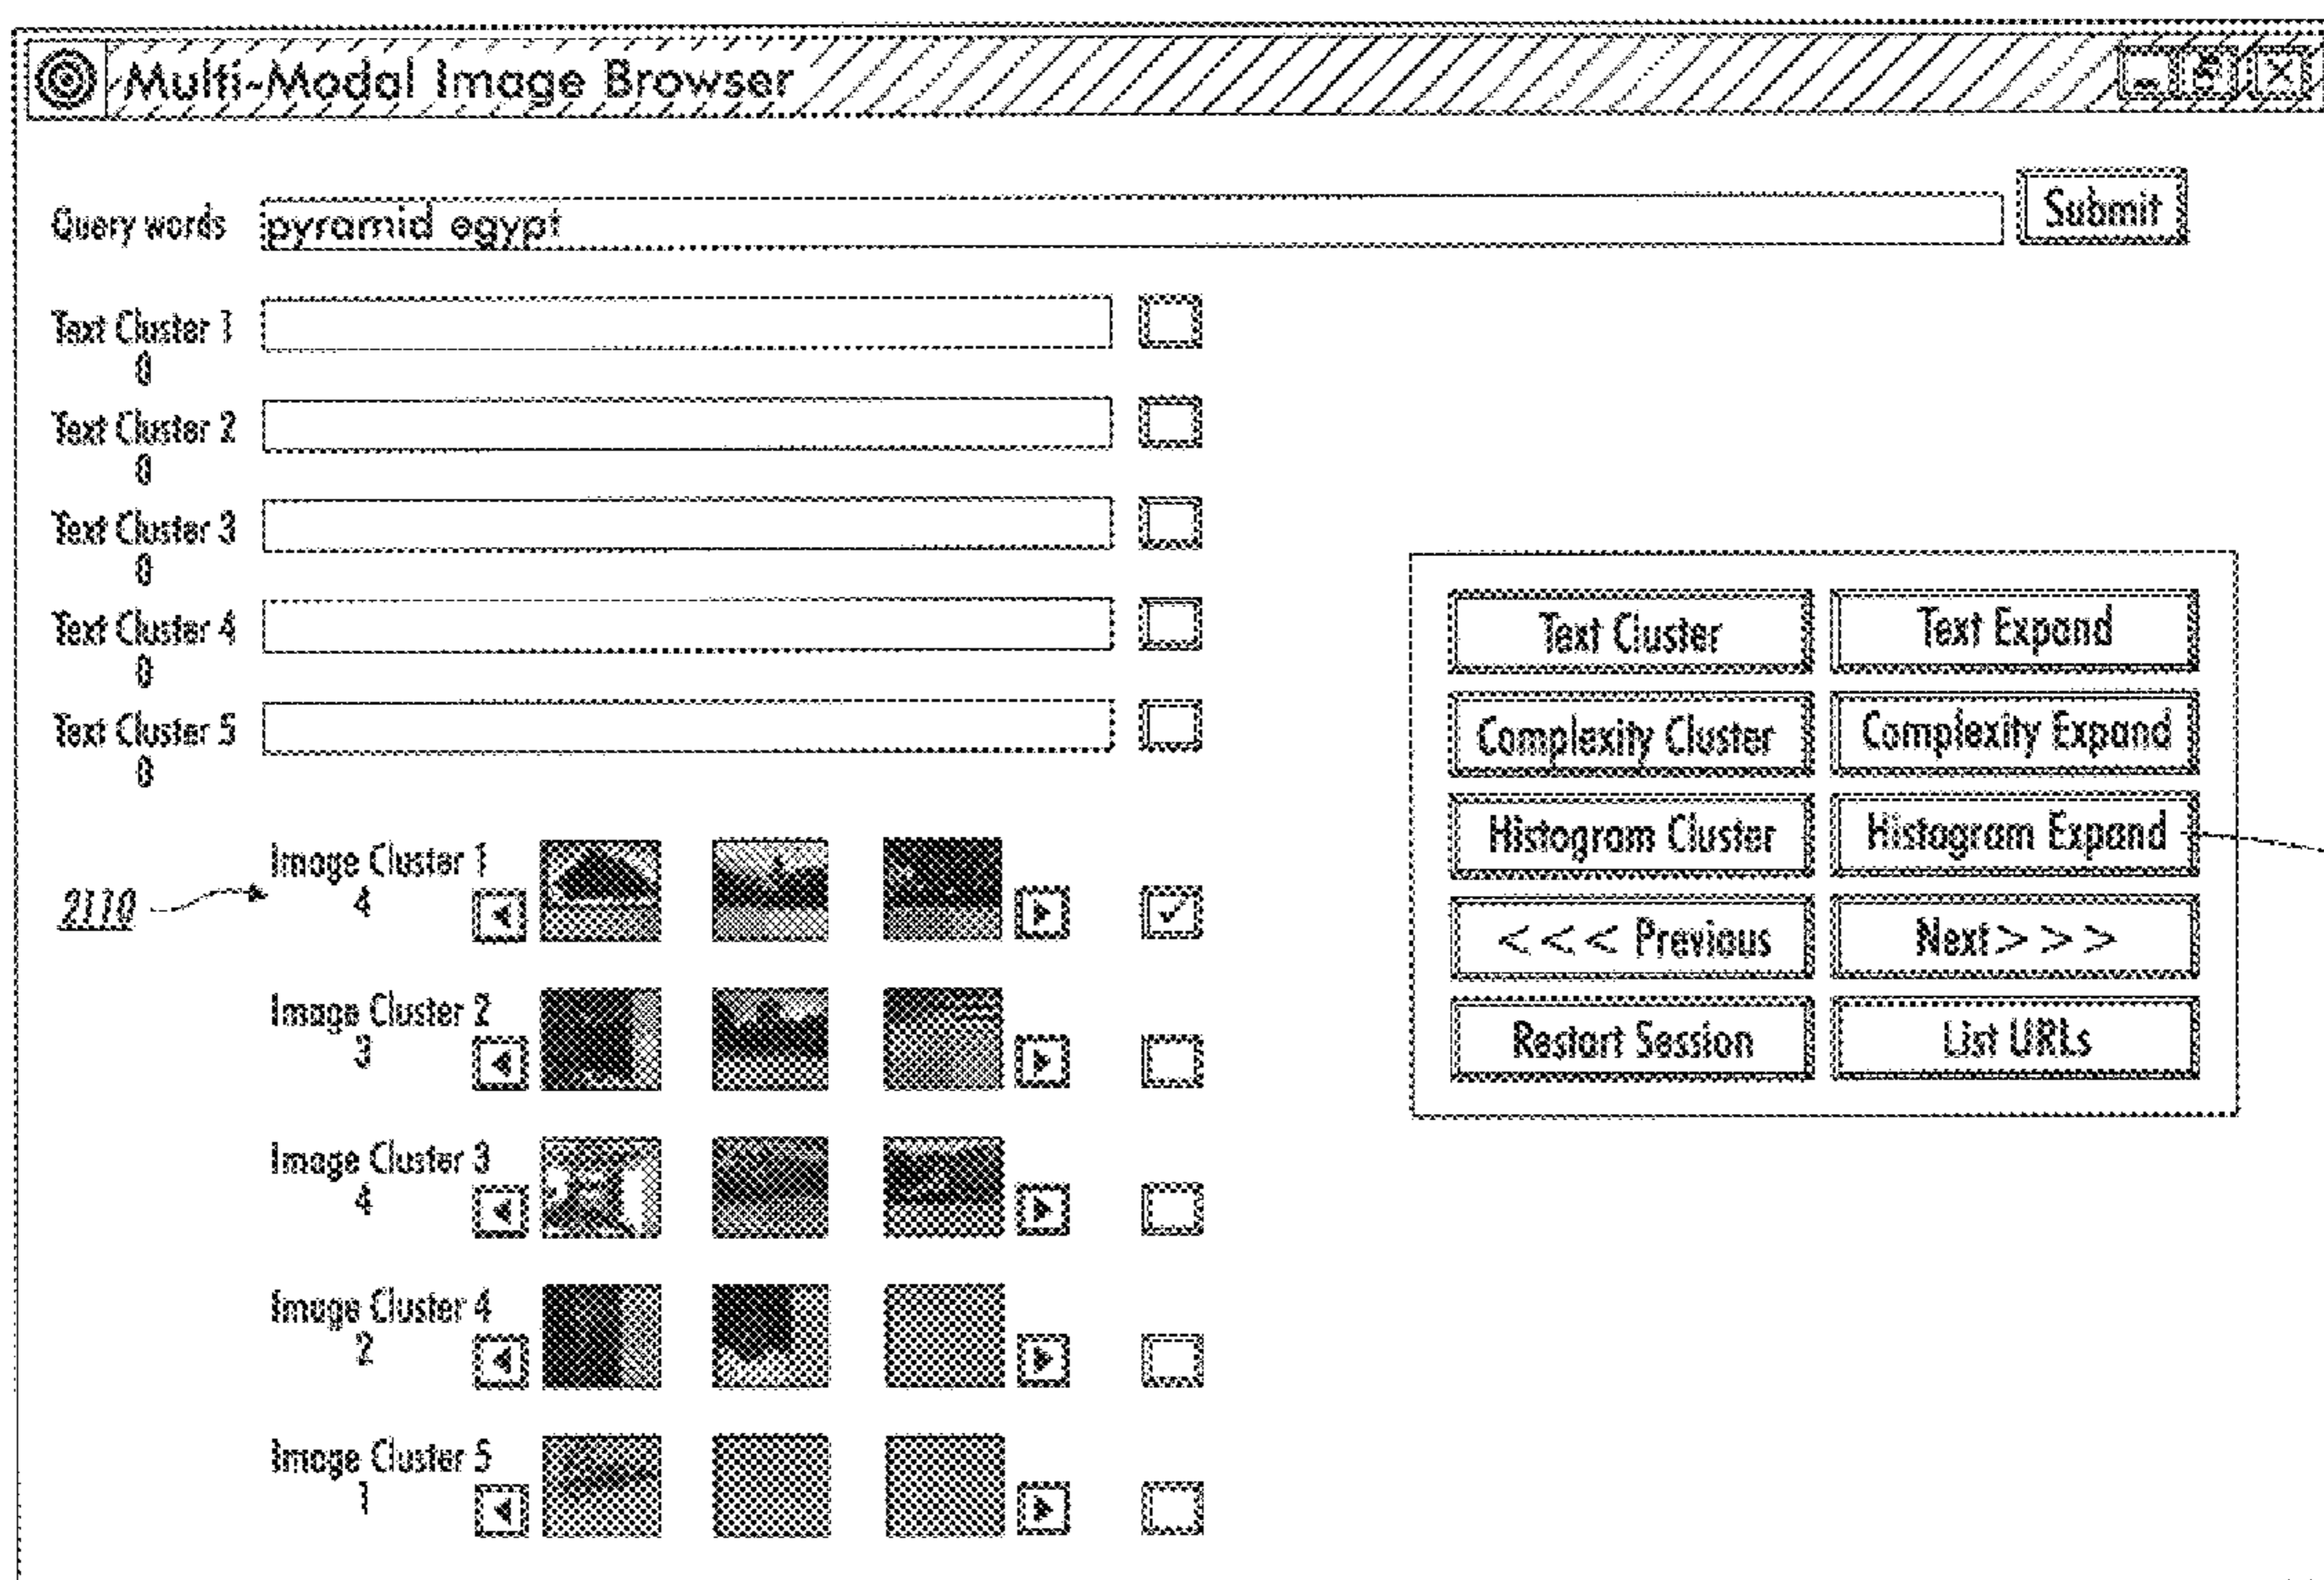 Multi-Modal Image Browser
Query words pyramid egypt Submit
Text Cluster 1
0
Text Cluster 2
0
Text Cluster 3
0
Text Cluster 4
0
Text Cluster 5
0
Text Cluster Text Expand
Complexity Cluster Complexity Expand
Histogram Cluster Histogram Expand
<<< Previous Next>>>
Restart Session List URLs
2110
Image Cluster 1
4
Image Cluster 2
3
Image Cluster 3
4
Image Cluster 4
2
Image Cluster 5
1